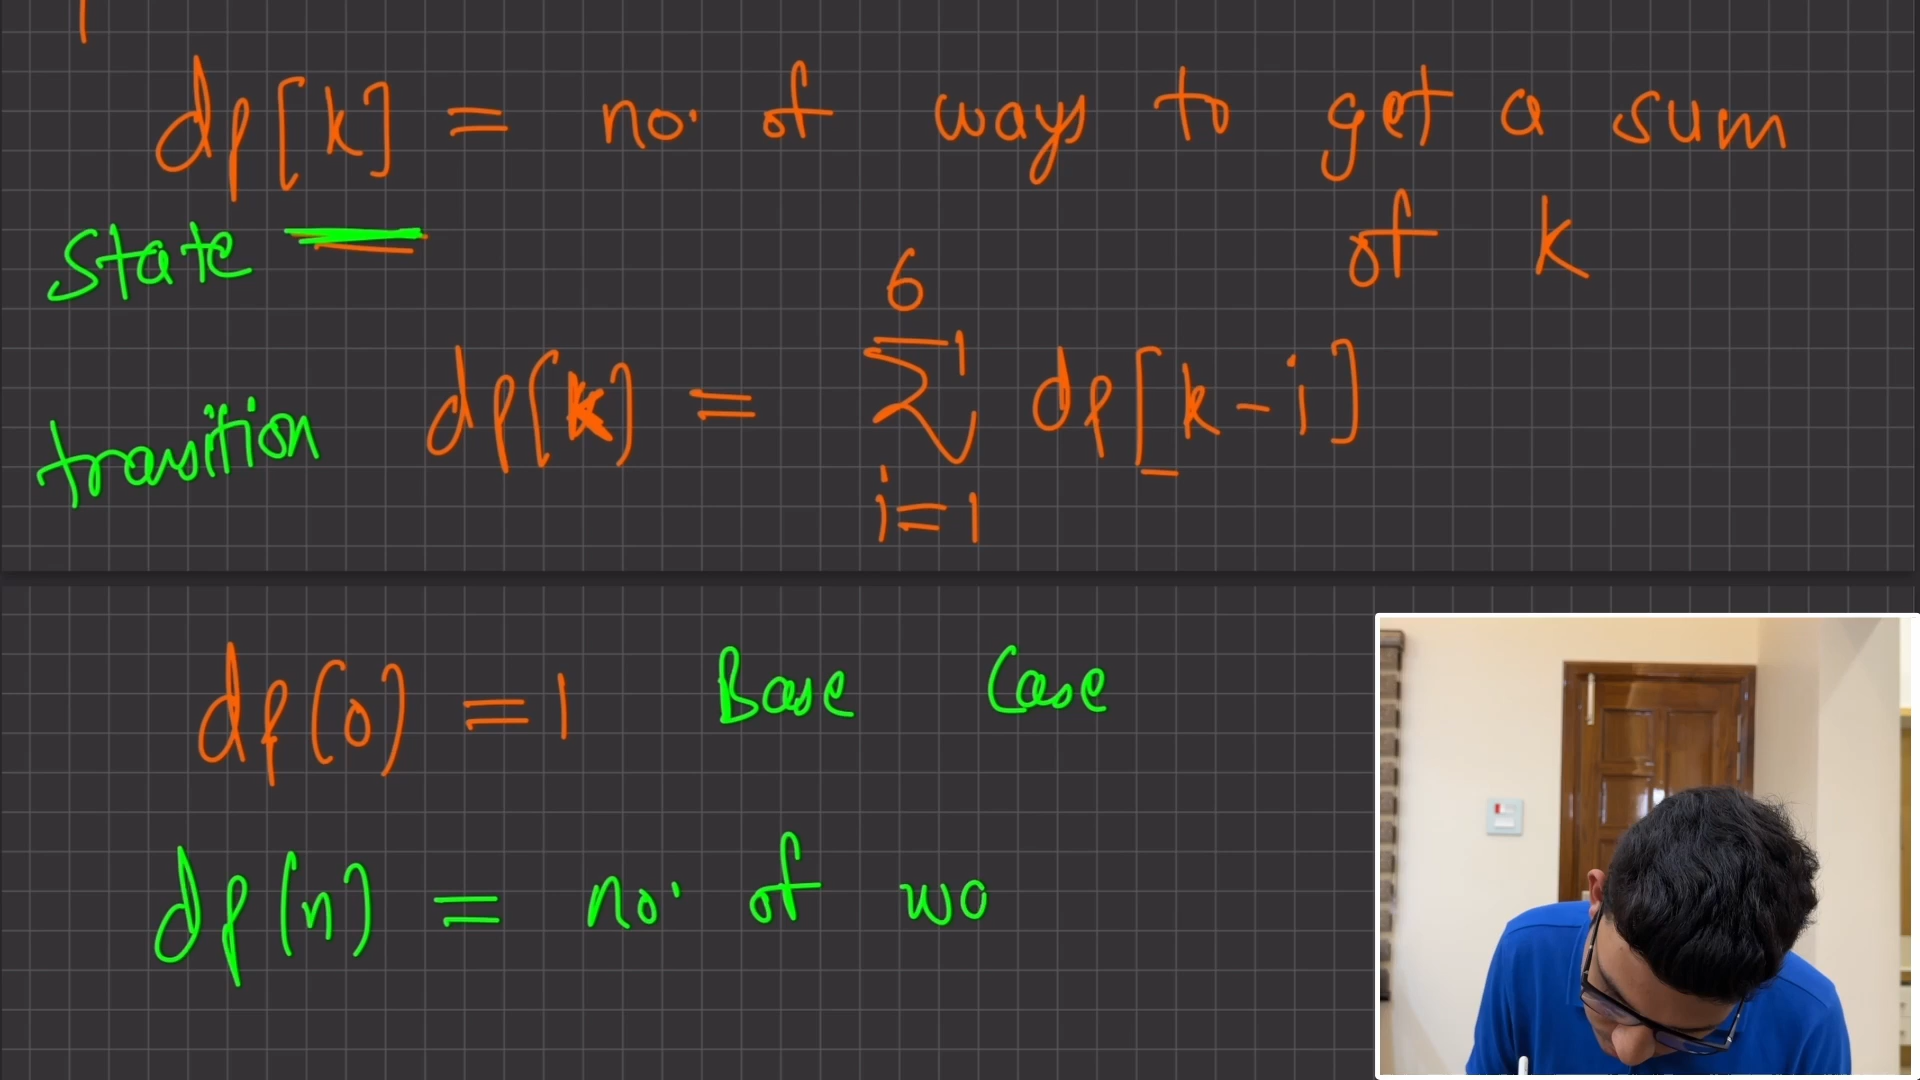 dp[k] = no. of ways to get a sum
of k
State
transition dp[k] = 6 ∑ i=1 dp[k-i]
dp(0) = 1 Base Case
dp(n) = no. of wa